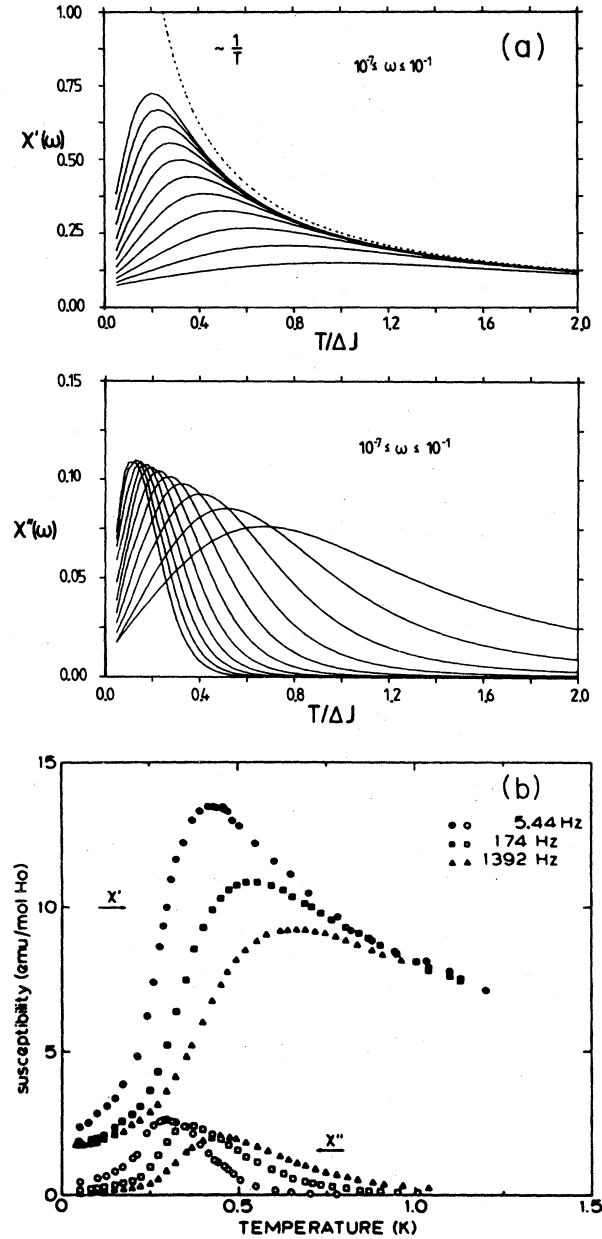 1.00
(a)
~ 1/T
10⁻⁷≤ ω ≤ 10⁻¹
0.75
χ'(ω)
0.50
0.25
0.00
0.0 0.4 0.8 1.2 1.6 2.0
T/ΔJ
0.15
10⁻⁷ ≤ ω ≤ 10⁻¹
0.10
χ''(ω)
0.05
0.00
0.0 0.4 0.8 1.2 1.6 2.0
T/ΔJ
15
(b)
5.44 Hz
174 Hz
1392 Hz
χ'
10
susceptibility (emu/mol Ho)
5
χ''
0
0 0.5 1.0 1.5
TEMPERATURE (K)